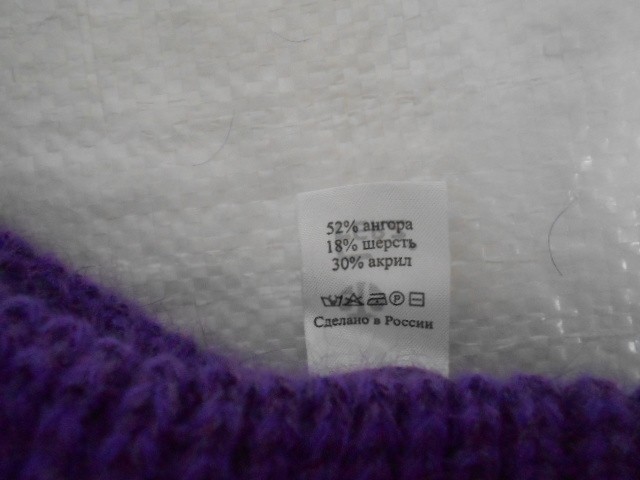 52% ангора
18% шерсть
30% акрил
P
Сделано в России